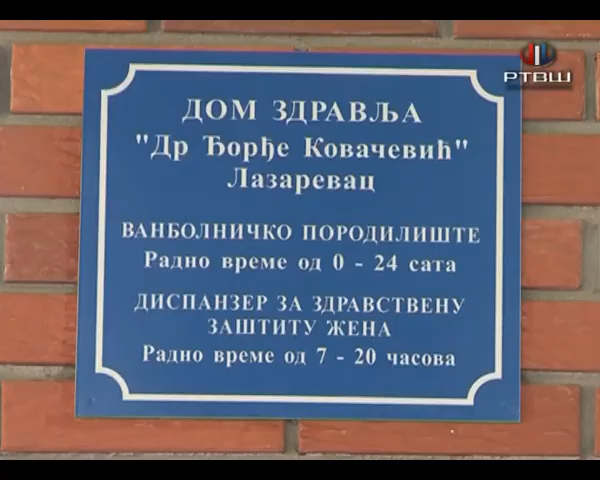 РТВШ
ДОМ ЗДРАВЉА
"Др Ђорђе Ковачевић"
Лазаревац
ВАНБОЛНИЧКО ПОРОДИЛИШТЕ
Радно време од 0 - 24 сата
ДИСПАНЗЕР ЗА ЗДРАВСТВЕНУ
ЗАШТИТУ ЖЕНА
Радно време од 7 - 20 часова